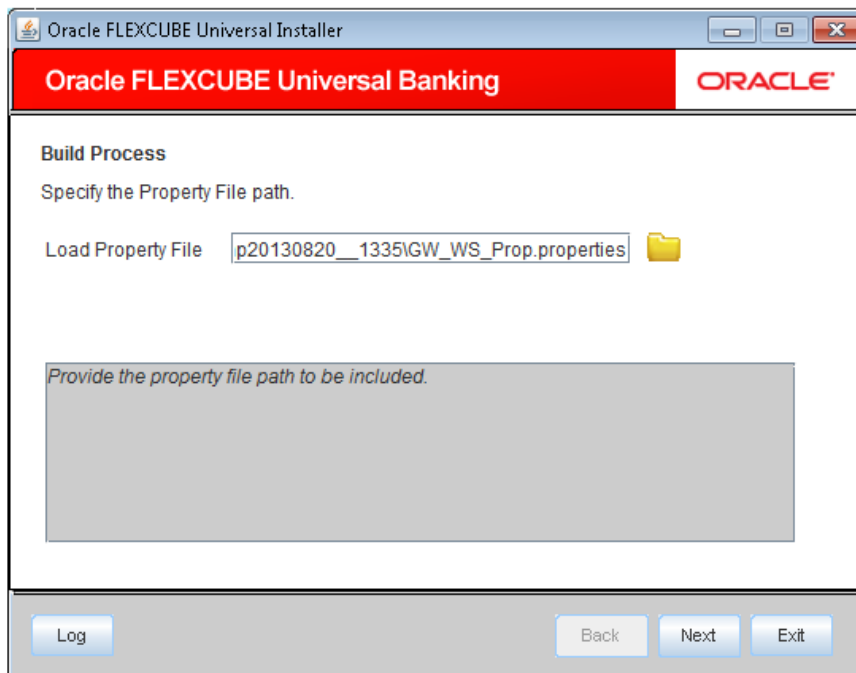 Oracle FLEXCUBE Universal Installer
Oracle FLEXCUBE Universal Banking
ORACLE
Build Process
Specify the Property File path.
Load Property File p20130820__1335\GW_WS_Prop.properties
Provide the property file path to be included.
Log Back Next Exit